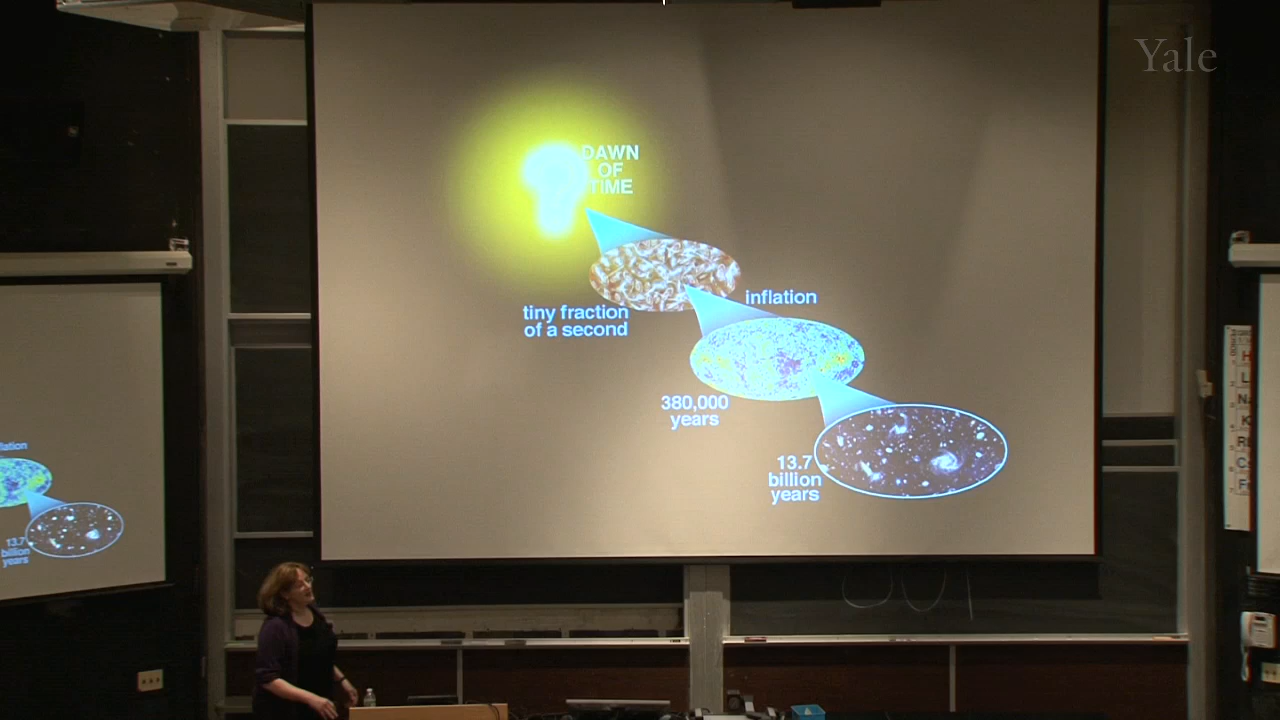 Yale
DAWN
OF
TIME
inflation
tiny fraction
of a second
380,000
years
13.7
billion
years
lation
13.7
billion
years
H
L
N
K